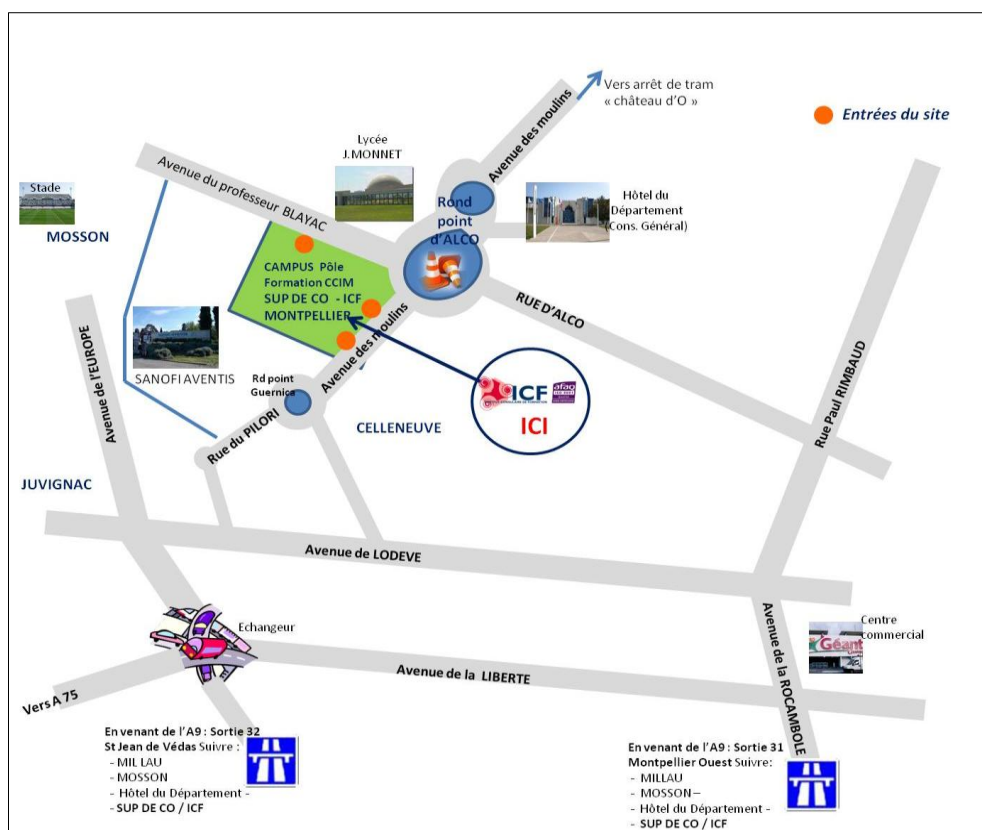 Vers arrêt de tram
« château d'O »
Entrées du site
Avenue des moulins
Lycée
J.MONNET
Avenue du professeur BLAYAC
Stade
MOSSON
Rond
point
d'ALCO
Hôtel du
Département
(Cons. Général)
CAMPUS Pôle
Formation CCIM
SUP DE CO - ICF
MONTPELLIER
RUE D'ALCO
Avenue des moulins
Avenue de l'EUROPE
SANOFI AVENTIS
Rd point
Guernica
Rue Paul RIMBAUD
ICF
afaq
ICI
CELLENEUVE
Rue du PILORI
JUVIGNAC
Avenue de LODEVE
Echangeur
Centre
commercial
Géant
Avenue de la LIBERTE
Avenue de la ROCAMBOLE
Vers A 75
En venant de l'A9 : Sortie 32
St Jean de Védas Suivre :
- MIL LAU
- MOSSON
- Hôtel du Département -
- SUP DE CO / ICF
En venant de l'A9 : Sortie 31
Montpellier Ouest Suivre:
- MILLAU
- MOSSON –
- Hôtel du Département -
- SUP DE CO / ICF